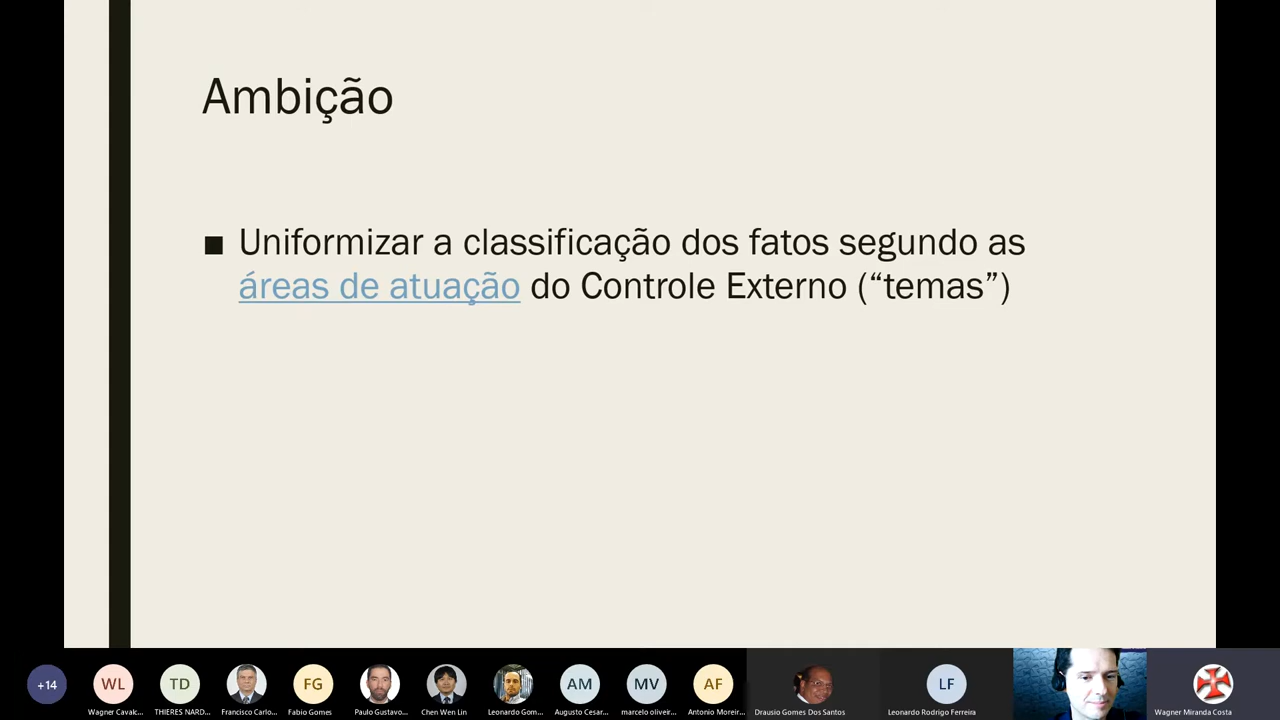 Ambição
■ Uniformizar a classificação dos fatos segundo as
áreas de atuação do Controle Externo (“temas”)
+14
WL
TD
FG
AM
MV
AF
LF
Wagner Cavalc...
THIERES NARD...
Francisco Carlo...
Fabio Gomes
Paulo Gustavo...
Chen Wen Lin
Leonardo Gom...
Augusto Cesar...
marcelo oliveir...
Antonio Moreir...
Drausio Gomes Dos Santos
Leonardo Rodrigo Ferreira
Wagner Miranda Costa